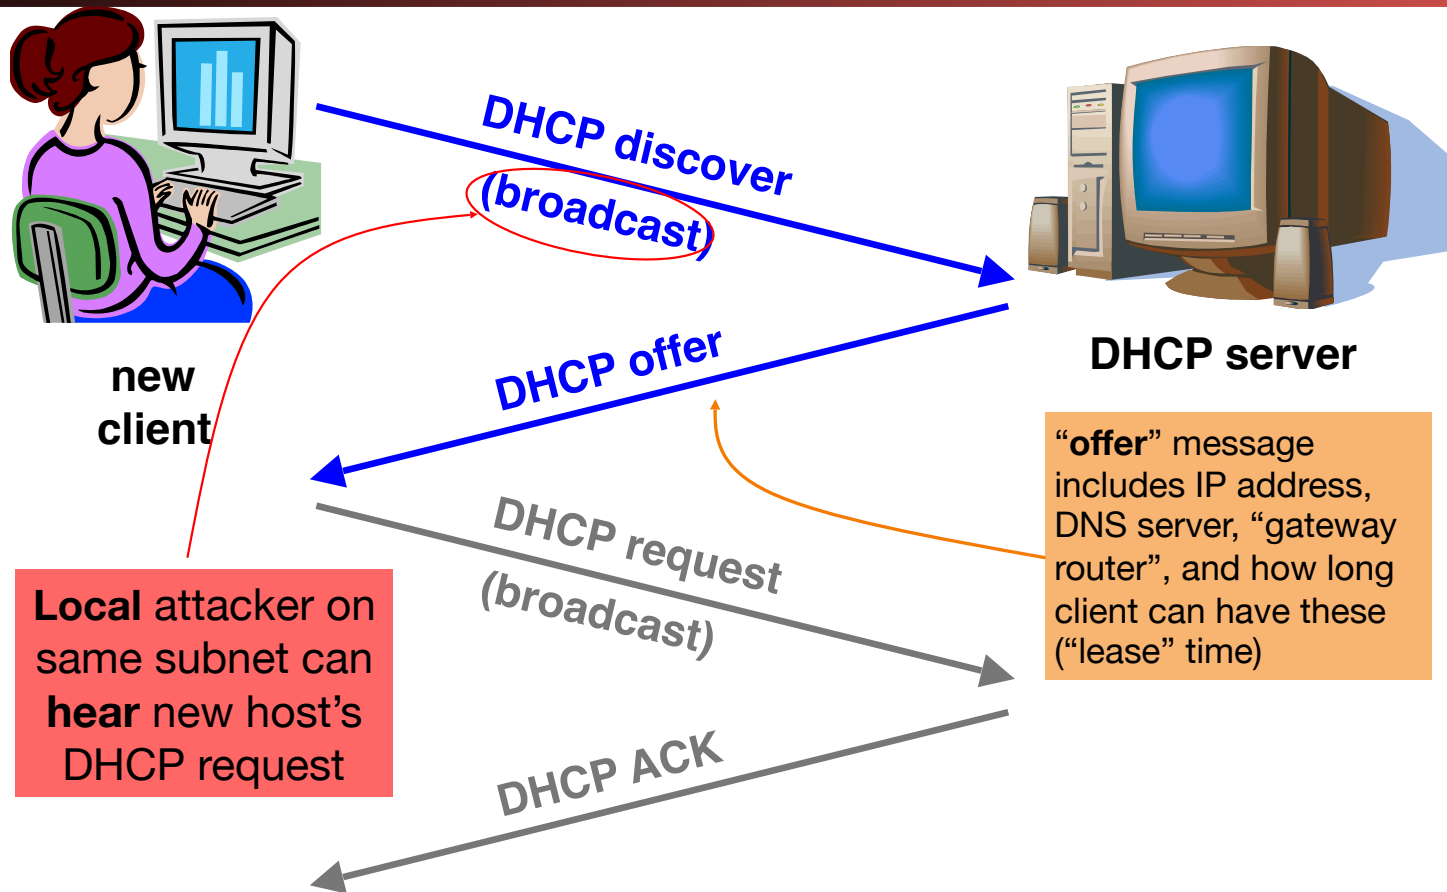 DHCP discover
(broadcast)
DHCP offer
new
client
DHCP server
“offer” message
includes IP address,
DNS server, “gateway
router”, and how long
client can have these
(“lease” time)
DHCP request
(broadcast)
Local attacker on
same subnet can
hear new host’s
DHCP request
DHCP ACK